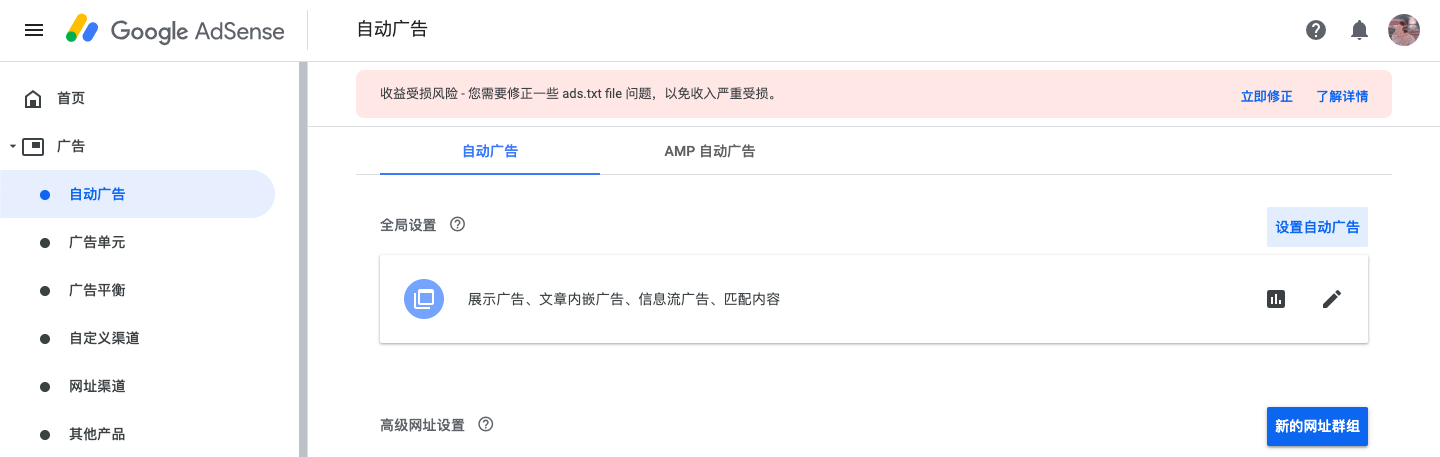 Google AdSense
自动广告
首页
广告
自动广告
广告单元
广告平衡
自定义渠道
网址渠道
其他产品
收益受损风险 - 您需要修正一些 ads.txt file 问题，以免收入严重受损。
立即修正 了解详情
自动广告 AMP 自动广告
全局设置
设置自动广告
展示广告、文章内嵌广告、信息流广告、匹配内容
高级网址设置
新的网址群组